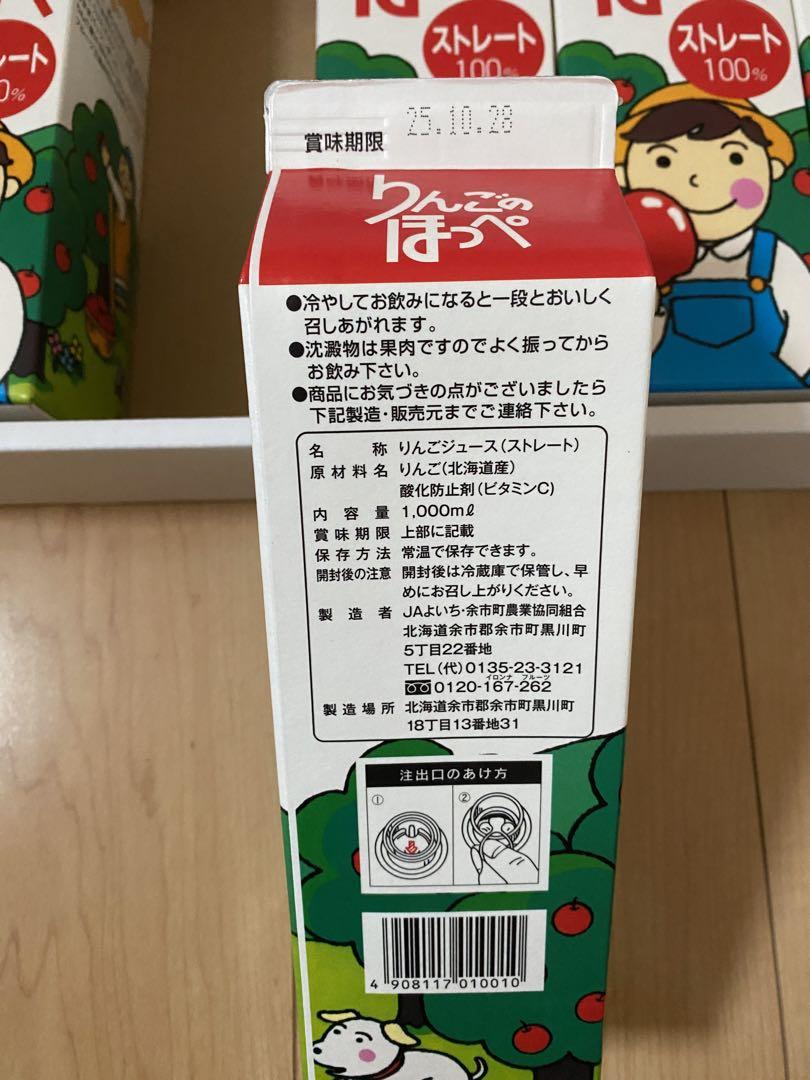 ストレート
100%
ストレート
100%
レート
0%
賞味期限 25.10.28
りんごの
ほっぺ
●冷やしてお飲みになると一段とおいしく
召しあがれます。
●沈澱物は果肉ですのでよく振ってから
お飲み下さい。
●商品にお気づきの点がございましたら
下記製造・販売元までご連絡下さい。
名称 りんごジュース(ストレート)
原材料名 りんご(北海道産)
酸化防止剤(ビタミンC)
内容量 1,000mℓ
賞味期限 上部に記載
保存方法 常温で保存できます。
開封後の注意 開封後は冷蔵庫で保管し、早
めにお召し上がりください。
製造者 JAよいち・余市町農業協同組合
北海道余市郡余市町黒川町
5丁目22番地
TEL(代)0135-23-3121
イロンナ フルーツ
0120-167-262
製造場所 北海道余市郡余市町黒川町
18丁目13番地31
注出口のあけ方
① ②
4 908117 010010